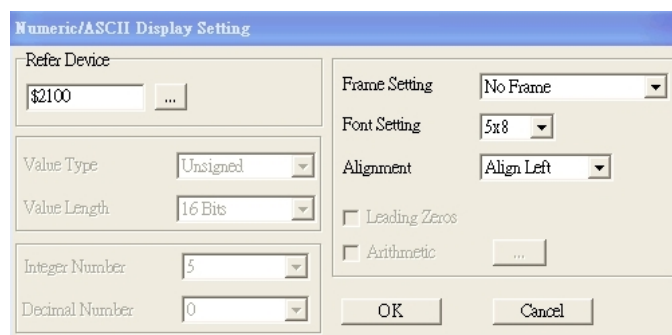 Numeric/ASCII Display Setting
Refer Device
$2100
...
Value Type
Unsigned
Value Length
16 Bits
Integer Number
5
Decimal Number
0
Frame Setting
No Frame
Font Setting
5x8
Alignment
Align Left
Leading Zeros
Arithmetic
...
OK
Cancel